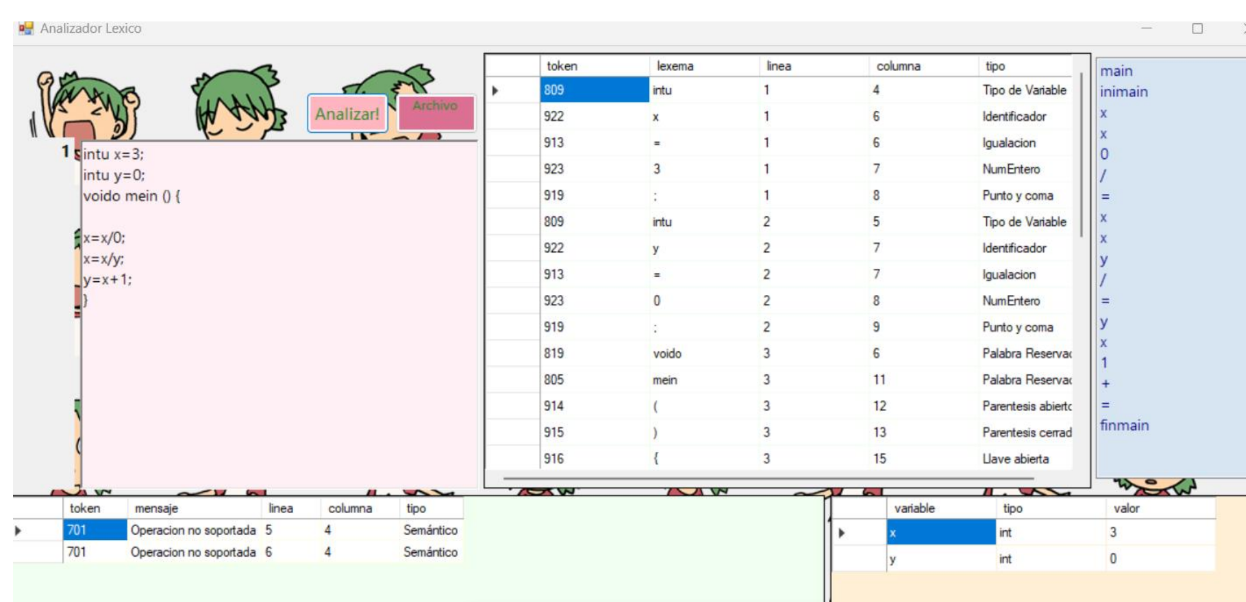 Analizador Lexico
Analizar!
Archivo
1
intu x=3;
intu y=0;
voido mein () {
x=x/0;
x=x/y;
y=x+1;
}
token lexema linea columna tipo
809 intu 1 4 Tipo de Variable
922 x 1 6 Identificador
913 = 1 6 Igualacion
923 3 1 7 NumEntero
919 ; 1 8 Punto y coma
809 intu 2 5 Tipo de Variable
922 y 2 7 Identificador
913 = 2 7 Igualacion
923 0 2 8 NumEntero
919 ; 2 9 Punto y coma
819 voido 3 6 Palabra Reservad
805 mein 3 11 Palabra Reservad
914 ( 3 12 Parentesis abierto
915 ) 3 13 Parentesis cerrad
916 { 3 15 Llave abierta
main
inimain
x
x
0
/
=
x
x
y
/
=
y
x
1
+
=
finmain
token mensaje linea columna tipo
701 Operacion no soportada 5 4 Semántico
701 Operacion no soportada 6 4 Semántico
variable tipo valor
x int 3
y int 0